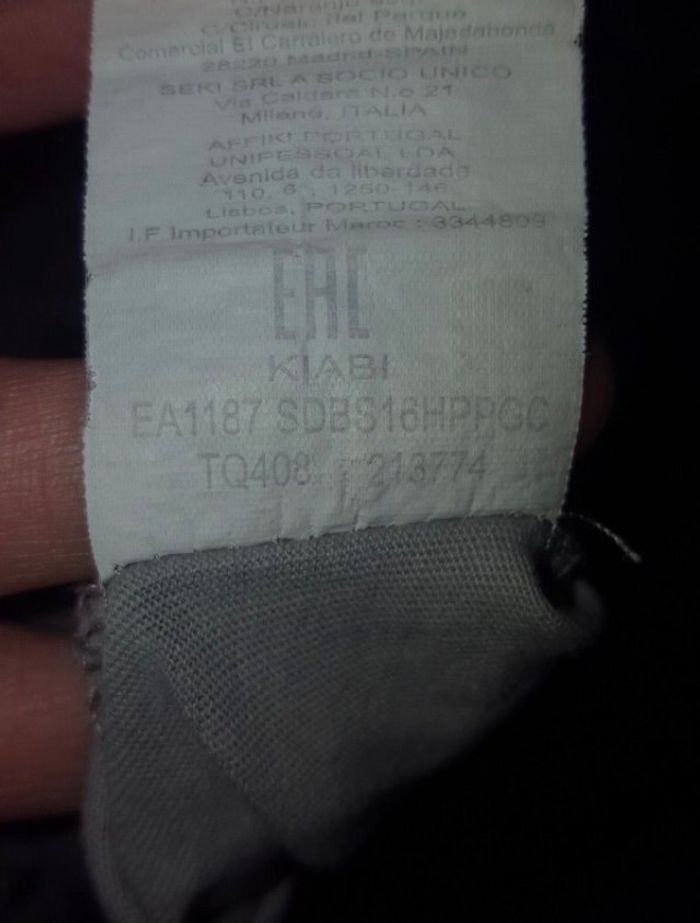 C/Ciruelo del Parque
Comercial El Carralero de Majadahonda
28220 Madrid-SPAIN
SEKI SRL A SOCIO UNICO
Via Caldera N.o 21
Milano, ITALIA
AFFIKI PORTUGAL
UNIPESSOAL LDA
Avenida da liberdade
110, 6°, 1250-146
Lisboa, PORTUGAL
I.F Importateur Maroc : 3344809
EAC
KIABI
EA1187 SDBS16HPPGC
TQ408 : 213774